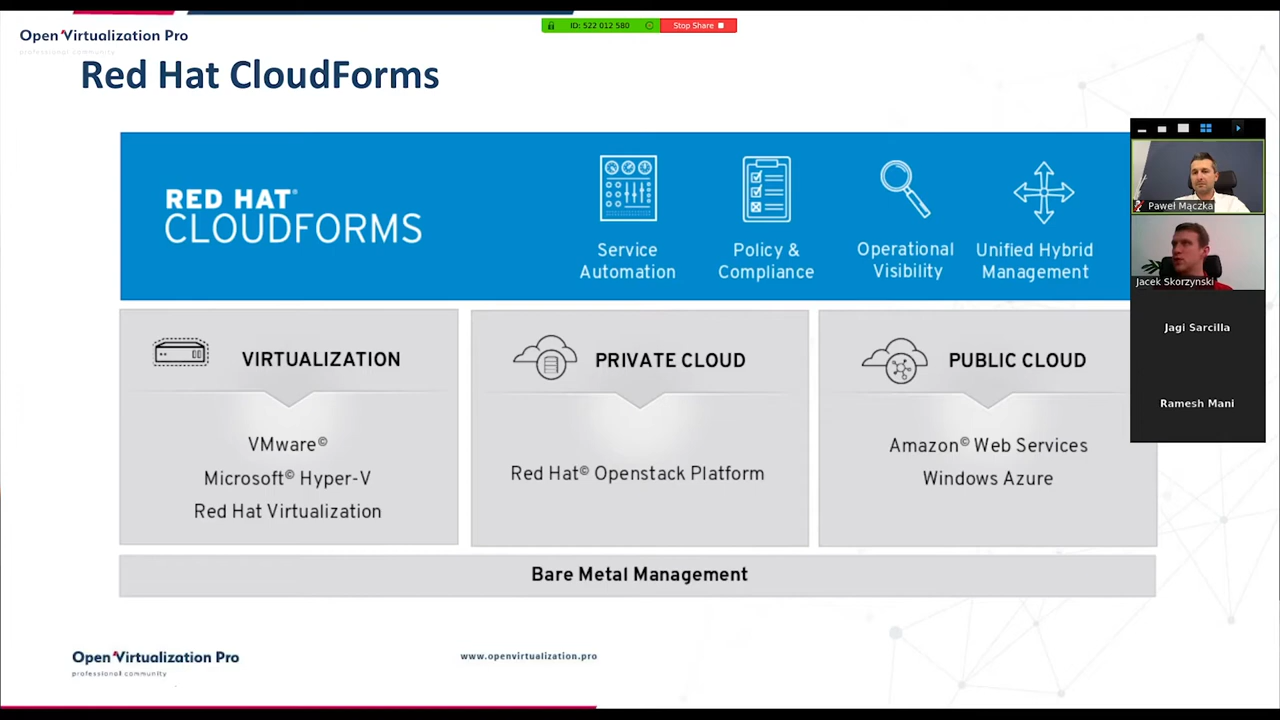 Open Virtualization Pro
professional community
ID: 522 012 580
Stop Share
Red Hat CloudForms
RED HAT®
CLOUDFORMS
Service
Automation
Policy &
Compliance
Operational
Visibility
Unified Hybrid
Management
Paweł Mączka
Jacek Skorzynski
Jagi Sarcilla
Ramesh Mani
VIRTUALIZATION
VMware©
Microsoft© Hyper-V
Red Hat Virtualization
PRIVATE CLOUD
Red Hat© Openstack Platform
PUBLIC CLOUD
Amazon© Web Services
Windows Azure
Bare Metal Management
Open Virtualization Pro
professional community
www.openvirtualization.pro